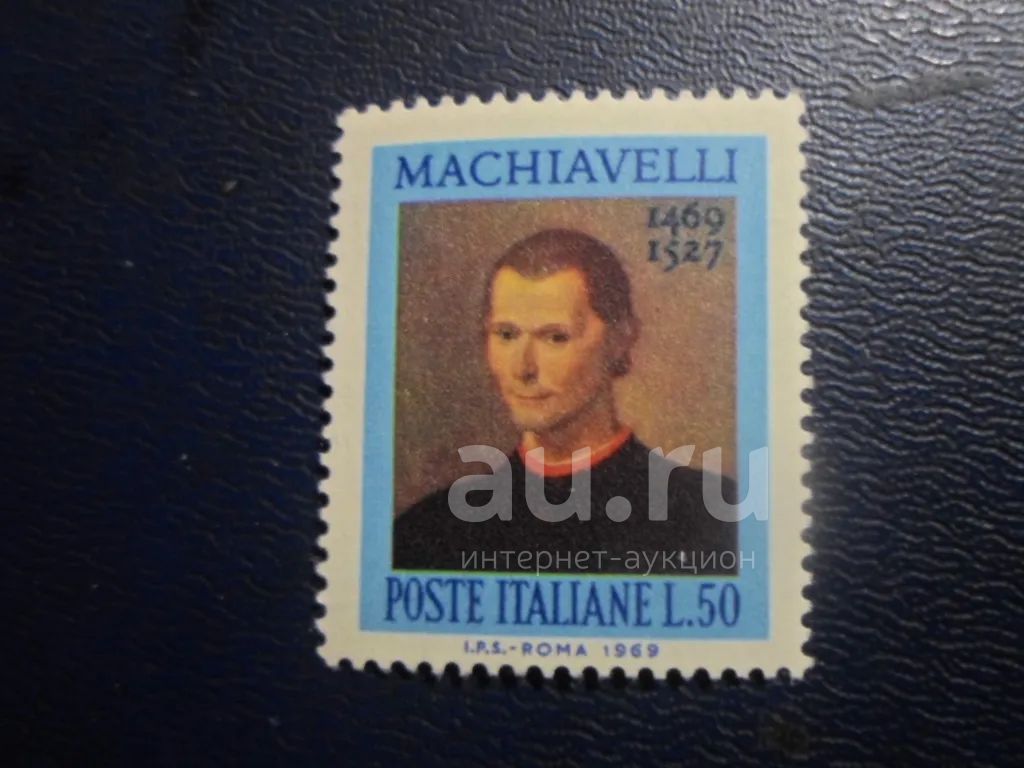 MACHIAVELLI
1469
1527
au.ru
интернет-аукцион
POSTE ITALIANE L.50
I.P.S.-ROMA 1969